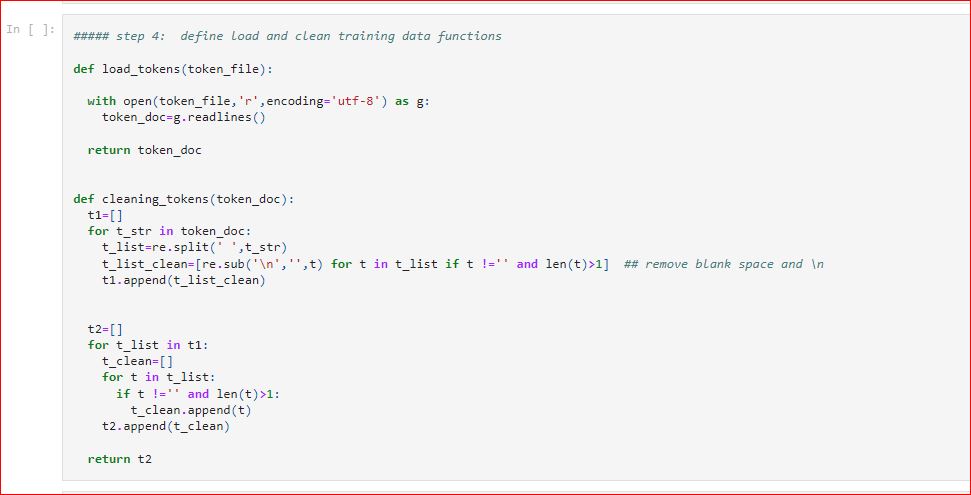 In [ ]:
##### step 4:  define load and clean training data functions
def load_tokens(token_file):
  with open(token_file,'r',encoding='utf-8') as g:
    token_doc=g.readlines()
  return token_doc
def cleaning_tokens(token_doc):
  t1=[]
  for t_str in token_doc:
    t_list=re.split(' ',t_str)
    t_list_clean=[re.sub('\n','',t) for t in t_list if t !='' and len(t)>1]  ## remove blank space and \n
    t1.append(t_list_clean)
  t2=[]
  for t_list in t1:
    t_clean=[]
    for t in t_list:
      if t !='' and len(t)>1:
        t_clean.append(t)
    t2.append(t_clean)
  return t2